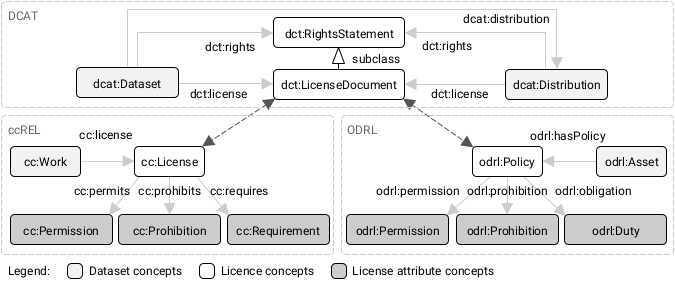 DCAT
dcat:distribution
dct:RightsStatement
dct:rights
dct:rights
subclass
dcat:Dataset
dct:LicenseDocument
dcat:Distribution
dct:license
dct:license
ccREL
ODRL
cc:license
odrl:hasPolicy
cc:Work
cc:License
odrl:Policy
odrl:Asset
cc:permits
cc:prohibits
cc:requires
odrl:permission
odrl:prohibition
odrl:obligation
cc:Permission
cc:Prohibition
cc:Requirement
odrl:Permission
odrl:Prohibition
odrl:Duty
Legend: Dataset concepts Licence concepts License attribute concepts